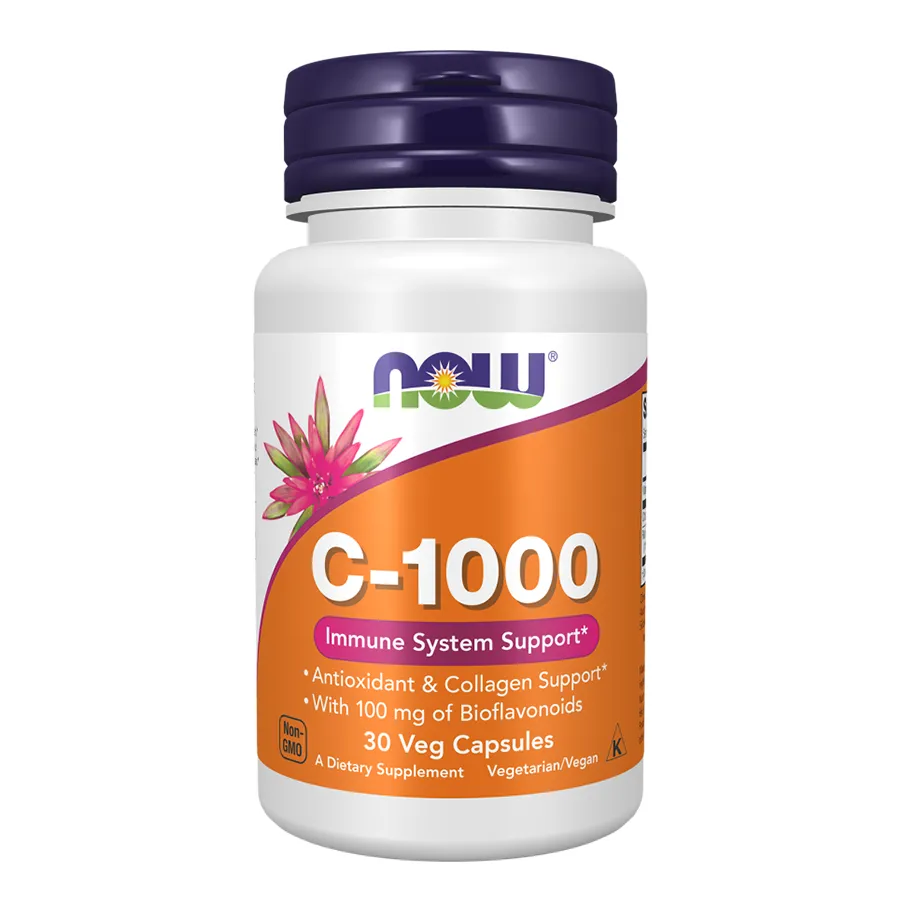 NOW®
C-1000
Immune System Support*
• Antioxidant & Collagen Support*
• With 100 mg of Bioflavonoids
30 Veg Capsules
Non-
GMO
A Dietary Supplement Vegetarian/Vegan
K